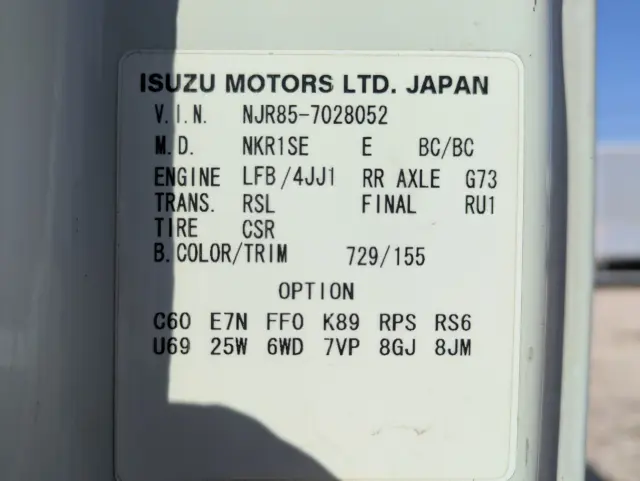 ISUZU MOTORS LTD. JAPAN
V.I.N. NJR85-7028052
M.D. NKR1SE E BC/BC
ENGINE LFB/4JJ1 RR AXLE G73
TRANS. RSL FINAL RU1
TIRE CSR
B.COLOR/TRIM 729/155
OPTION
C60 E7N FF0 K89 RPS RS6
U69 25W 6WD 7VP 8GJ 8JM